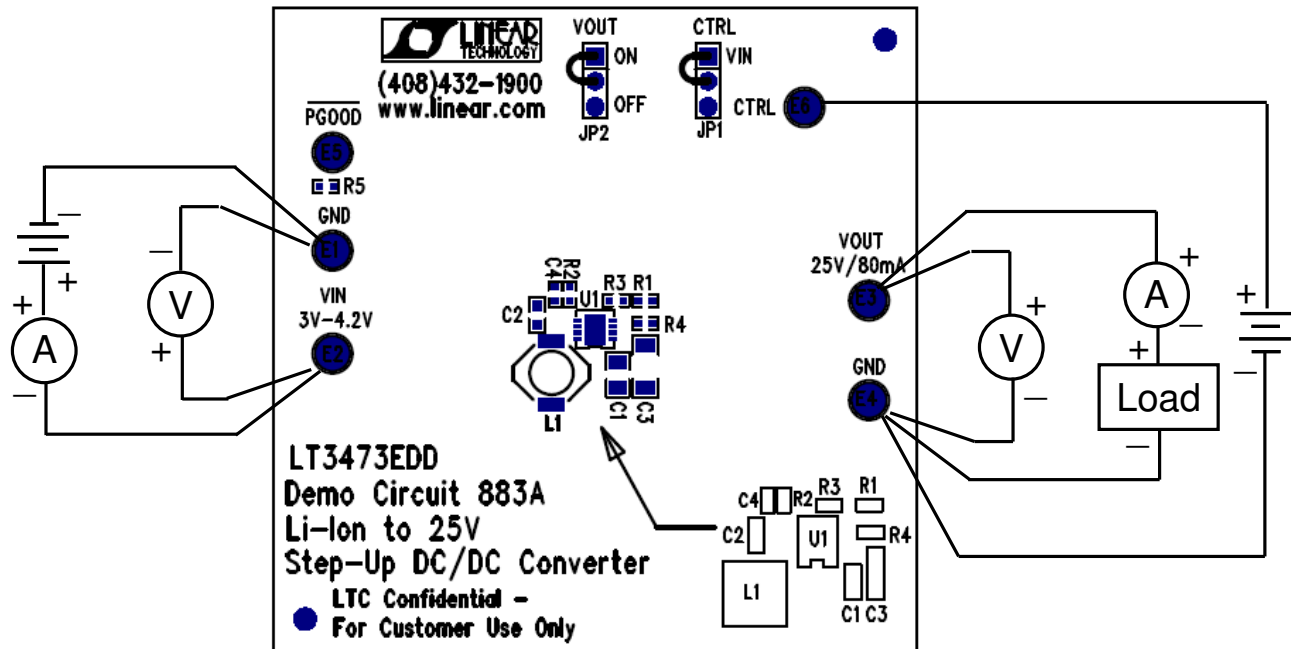 LINEAR
TECHNOLOGY
(408)432-1900
www.linear.com
VOUT
ON
OFF
JP2
CTRL
VIN
CTRL
JP1
E6
PGOOD
E5
R5
GND
E1
VIN
3V-4.2V
E2
−
+
+
A
−
−
V
+
C4
R2
R3
R1
U1
C2
R4
L1
C1
C3
VOUT
25V/80mA
E3
GND
E4
+
V
−
+
A
−
+
Load
−
+
−
LT3473EDD
Demo Circuit 883A
Li-Ion to 25V
Step-Up DC/DC Converter
LTC Confidential -
For Customer Use Only
C4
R2
R3
R1
C2
U1
R4
L1
C1
C3